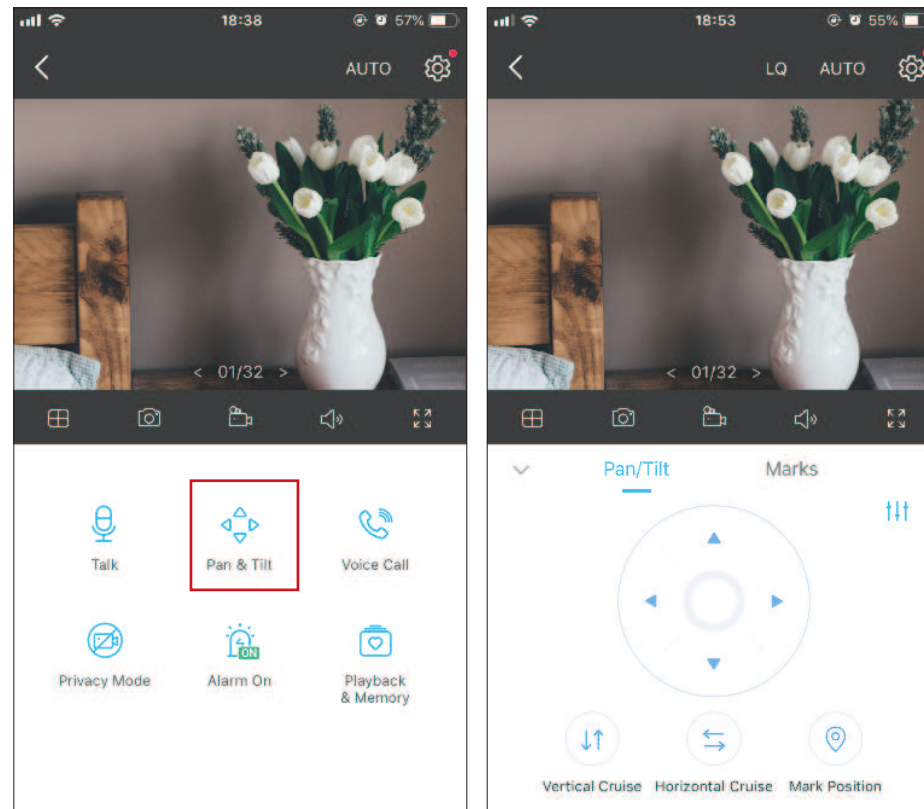 18:38
57%
AUTO
< 01/32 >
Talk
Pan & Tilt
Voice Call
Privacy Mode
ON
Alarm On
Playback
& Memory
18:53
55%
LQ
AUTO
< 01/32 >
Pan/Tilt
Marks
Vertical Cruise
Horizontal Cruise
Mark Position